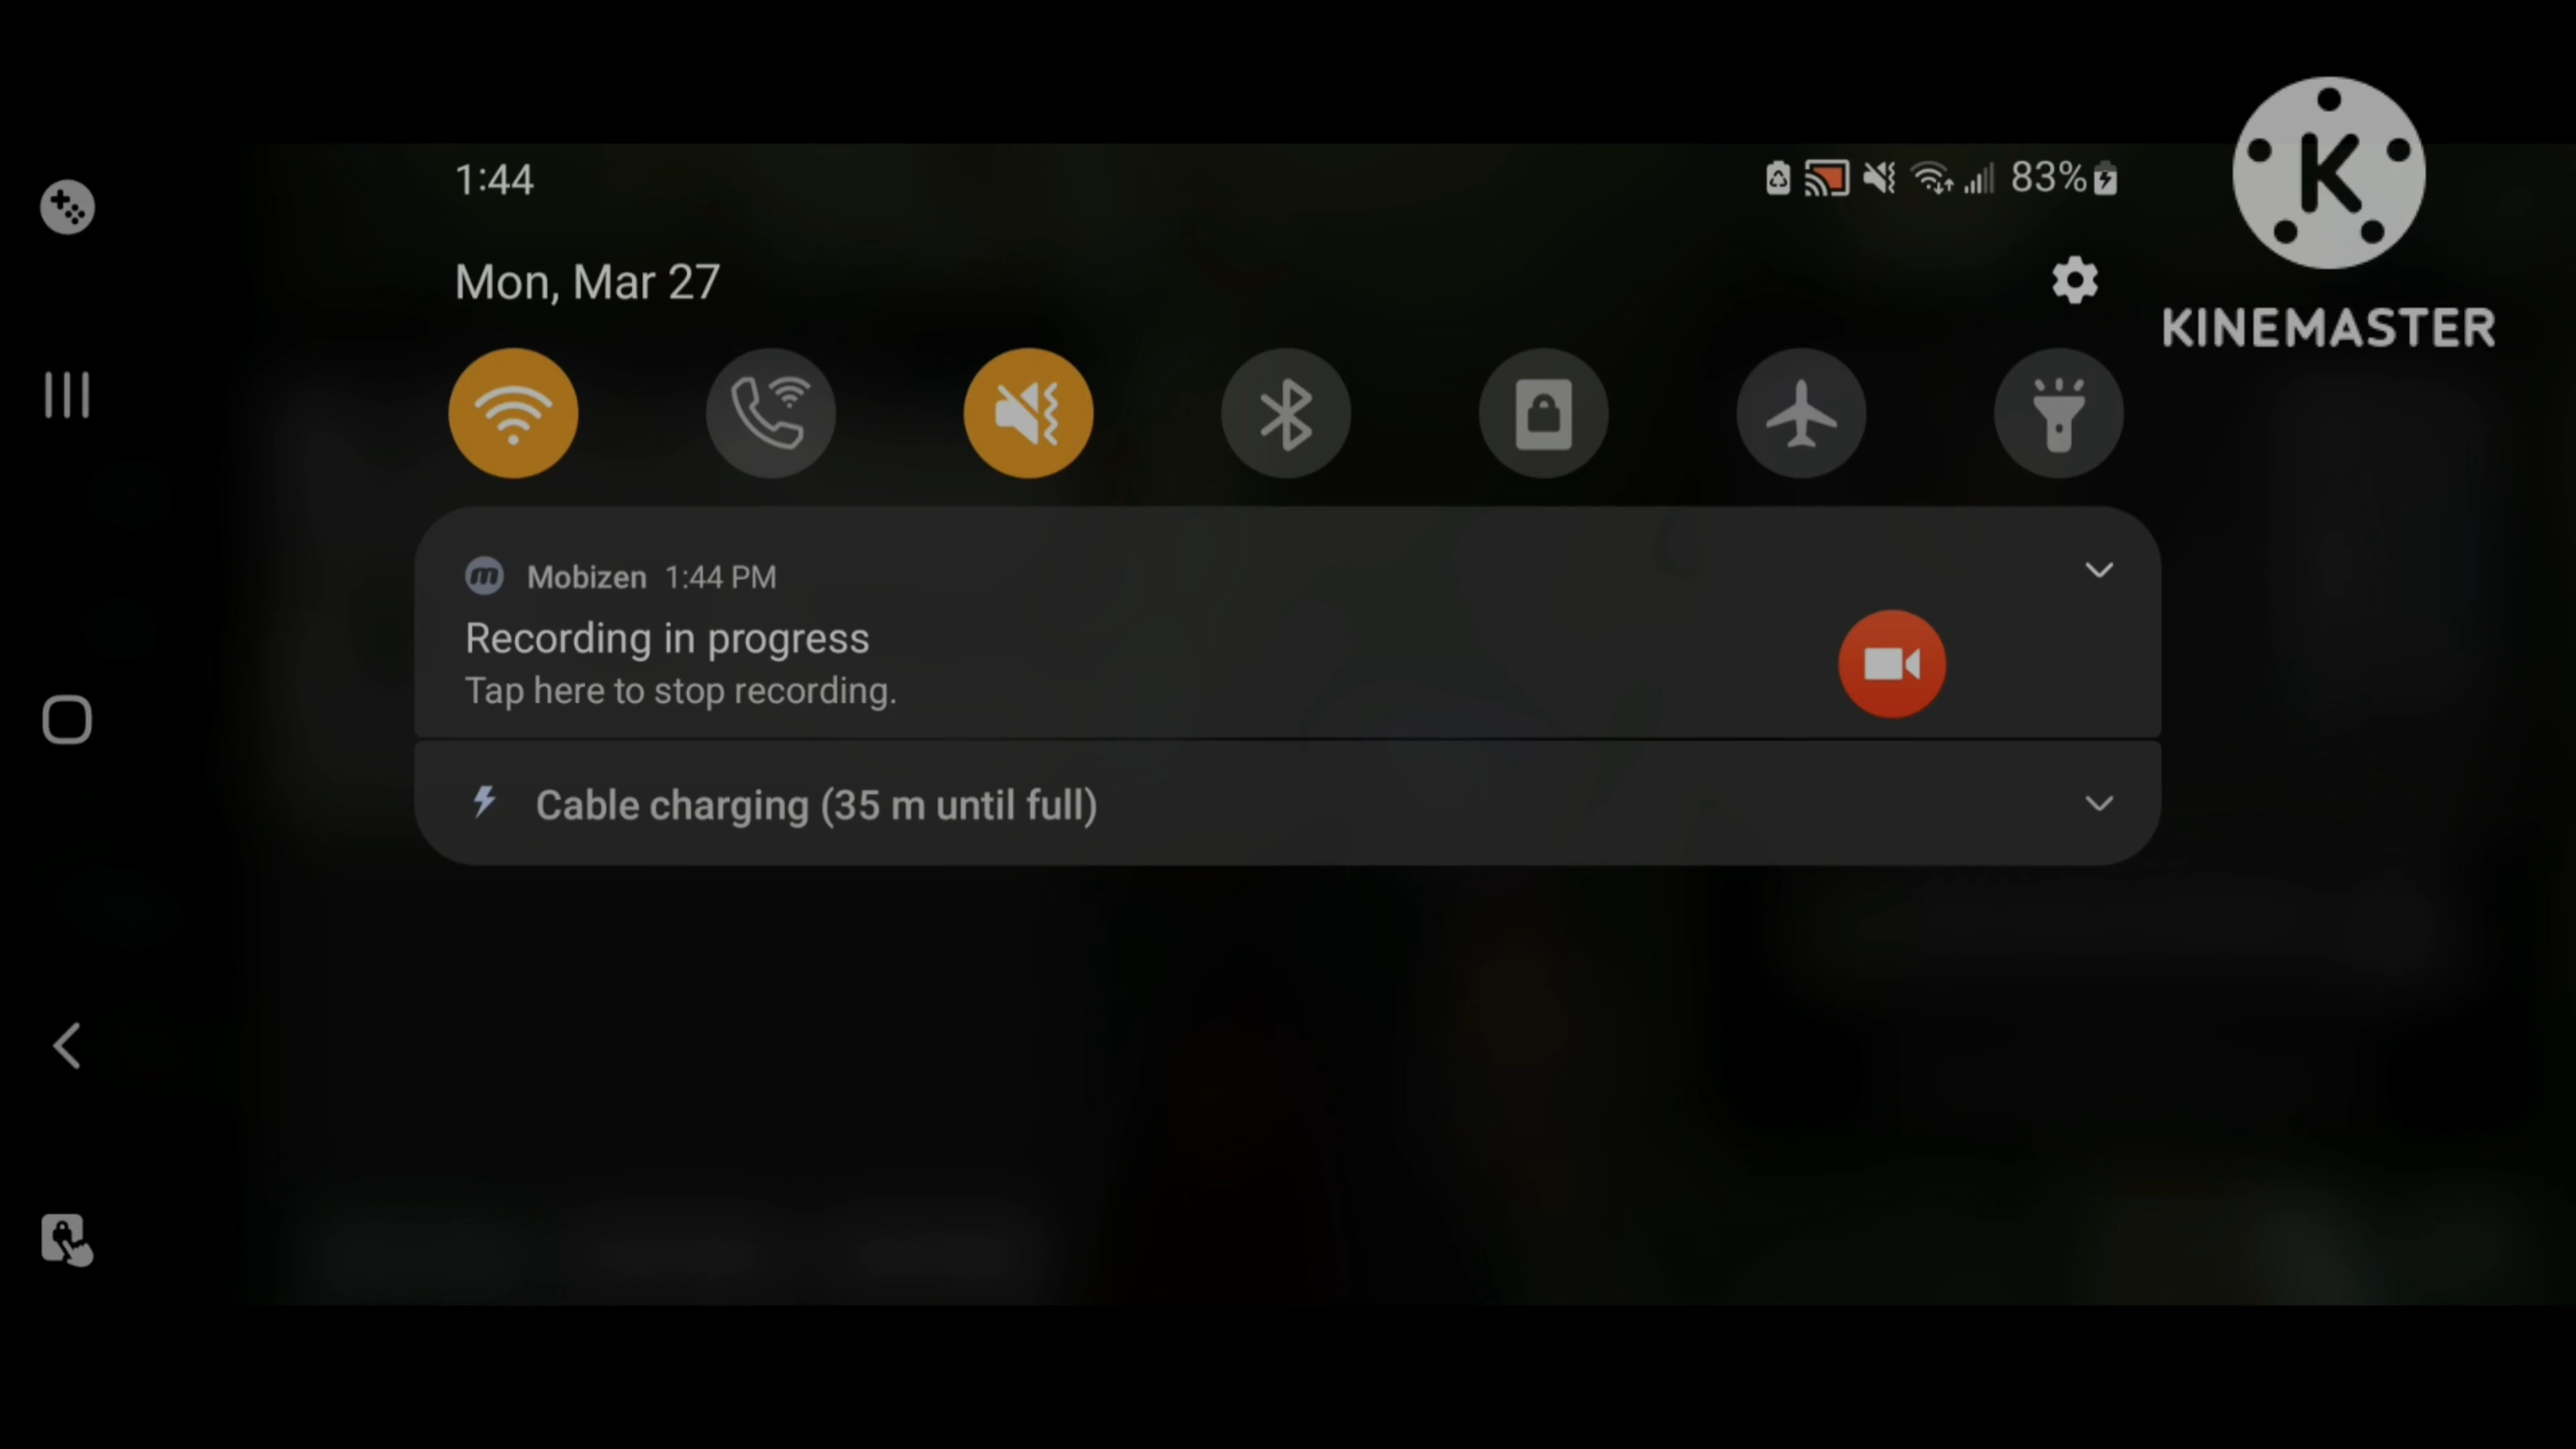 1:44
83%
Mon, Mar 27
KINEMASTER
Mobizen 1:44 PM
Recording in progress
Tap here to stop recording.
Cable charging (35 m until full)